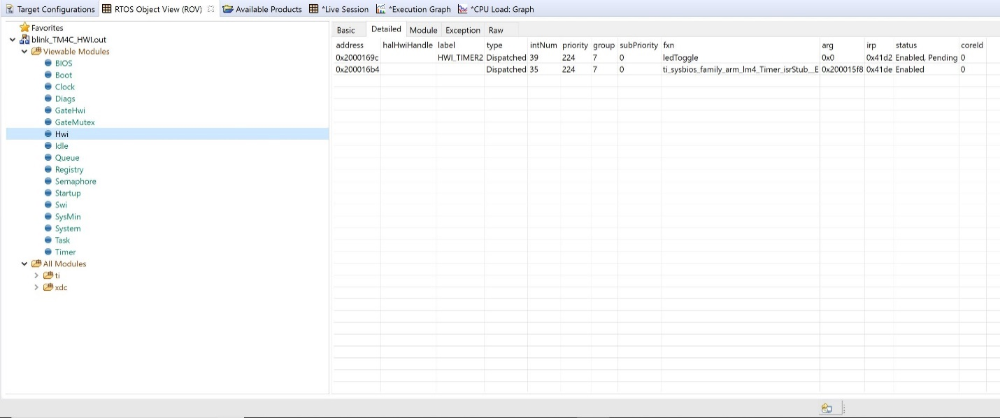 Target Configurations RTOS Object View (ROV) Available Products *Live Session *Execution Graph *CPU Load: Graph
Favorites
blink_TM4C_HWI.out
Viewable Modules
BIOS
Boot
Clock
Diags
GateHwi
GateMutex
Hwi
Idle
Queue
Registry
Semaphore
Startup
Swi
SysMin
System
Task
Timer
All Modules
ti
xdc
Basic Detailed Module Exception Raw
address halHwiHandle label type intNum priority group subPriority fxn arg irp status coreId
0x2000169c HWI_TIMER2 Dispatched 39 224 7 0 ledToggle 0x0 0x41d2 Enabled, Pending 0
0x200016b4 Dispatched 35 224 7 0 ti_sysbios_family_arm_lm4_Timer_isrStub__E 0x200015f8 0x41de Enabled 0